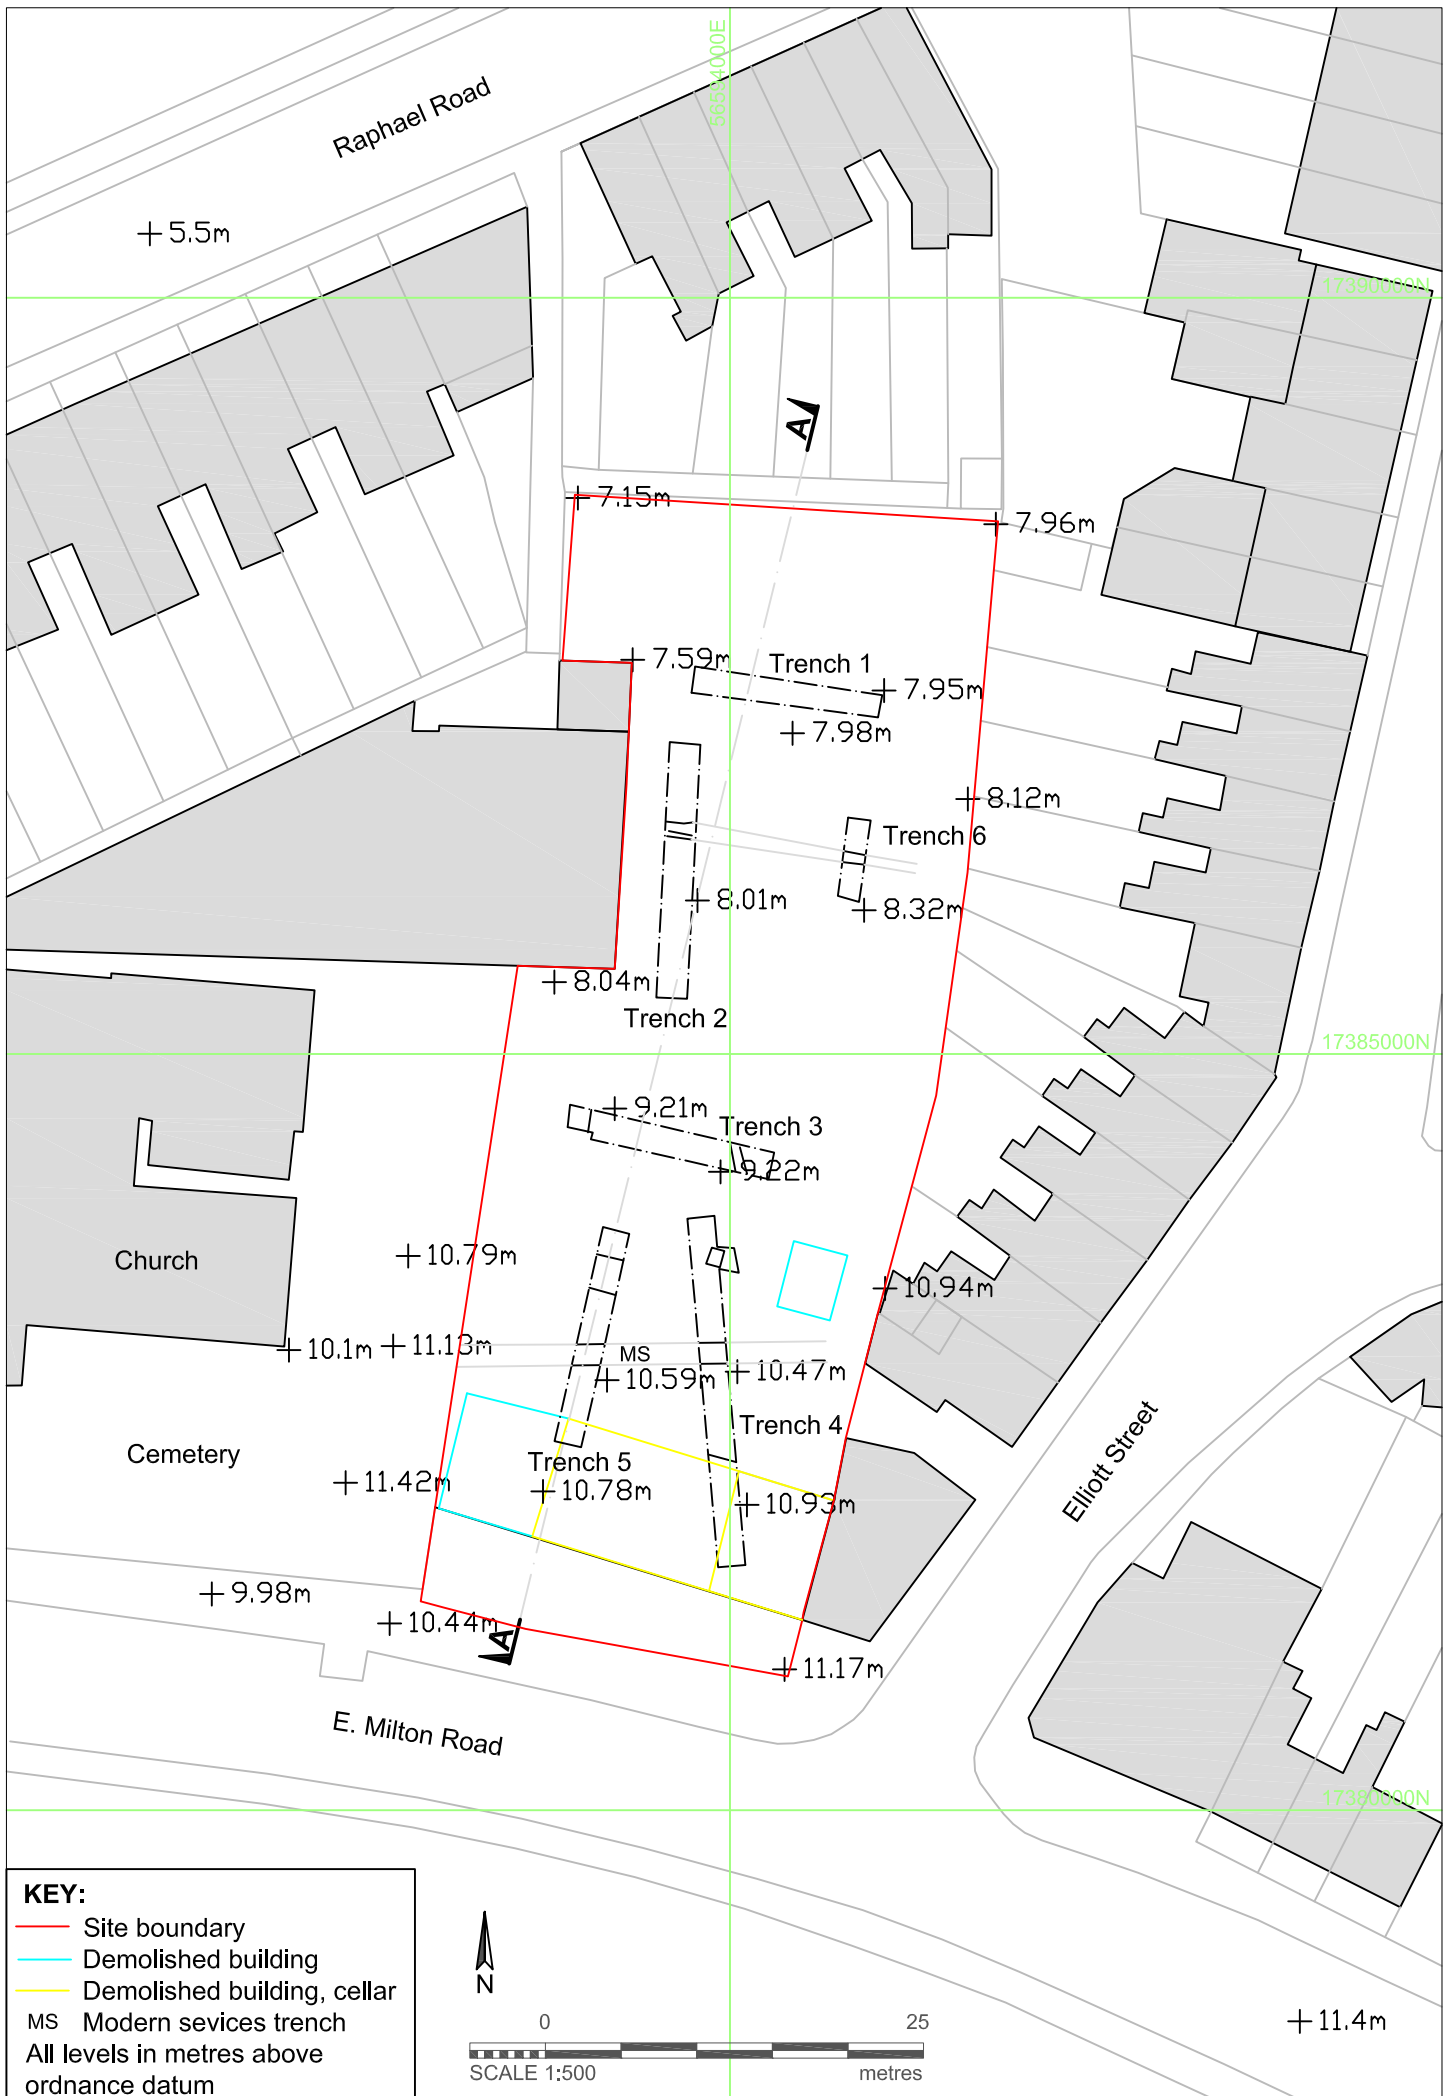 56594000E
Raphael Road
5.5m
17390000N
A
7.15m
7.96m
7.59m
Trench 1
7.95m
7.98m
8.12m
Trench 6
8.01m
8.32m
8.04m
Trench 2
17385000N
9.21m
Trench 3
9.22m
Church
10.79m
10.94m
10.1m
11.13m
MS
10.59m
10.47m
Trench 4
Cemetery
Trench 5
11.42m
10.78m
10.93m
Elliott Street
9.98m
10.44m
A
11.17m
E. Milton Road
17380000N
KEY:
Site boundary
Demolished building
Demolished building, cellar
MS Modern sevices trench
All levels in metres above
ordnance datum
N
0 25
SCALE 1:500 metres
11.4m